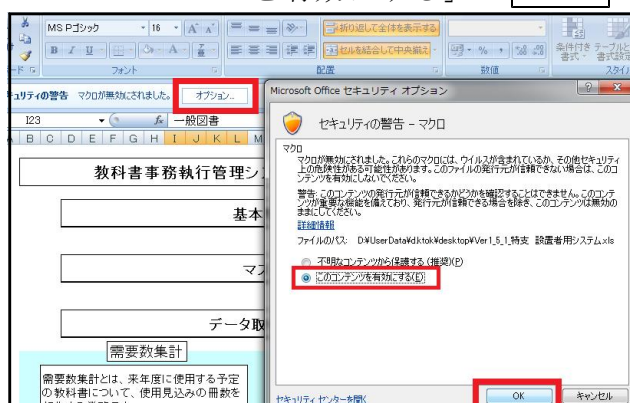 MS Pゴシック 16 A A 折り返して全体を表示する
B I U A セルを結合して中央揃え % , 条件付き 書式 テーブルと
フォント 配置 数値 スタイル
セキュリティの警告 マクロが無効にされました。 オプション...
I23 fx 一般図書
B C D E F G H I J K L M
教科書事務執行管理シ
基本
マス
データ取
需要数集計
需要数集計とは、来年度に使用する予定
の教科書について、使用見込みの冊数を
Microsoft Office セキュリティ オプション
セキュリティの警告 - マクロ
マクロ
マクロが無効にされました。これらのマクロには、ウイルスが含まれているか、その他セキュリティ
上の危険性がある可能性があります。このファイルの発行元が信頼できない場合は、このコ
ンテンツを有効にしないでください。
警告: このコンテンツの発行元が信頼できるかどうかを確認することはできません。このコンテ
ンツが重要な機能を備えており、発行元が信頼できる場合を除き、このコンテンツは無効の
ままにしてください。
詳細情報
ファイルのパス: D:¥UserData¥d.ktok¥desktop¥Ver1_5_1_特支 設置者用システム.xls
不明なコンテンツから保護する (推奨)(P)
このコンテンツを有効にする(E)
セキュリティ センターを開く
OK キャンセル